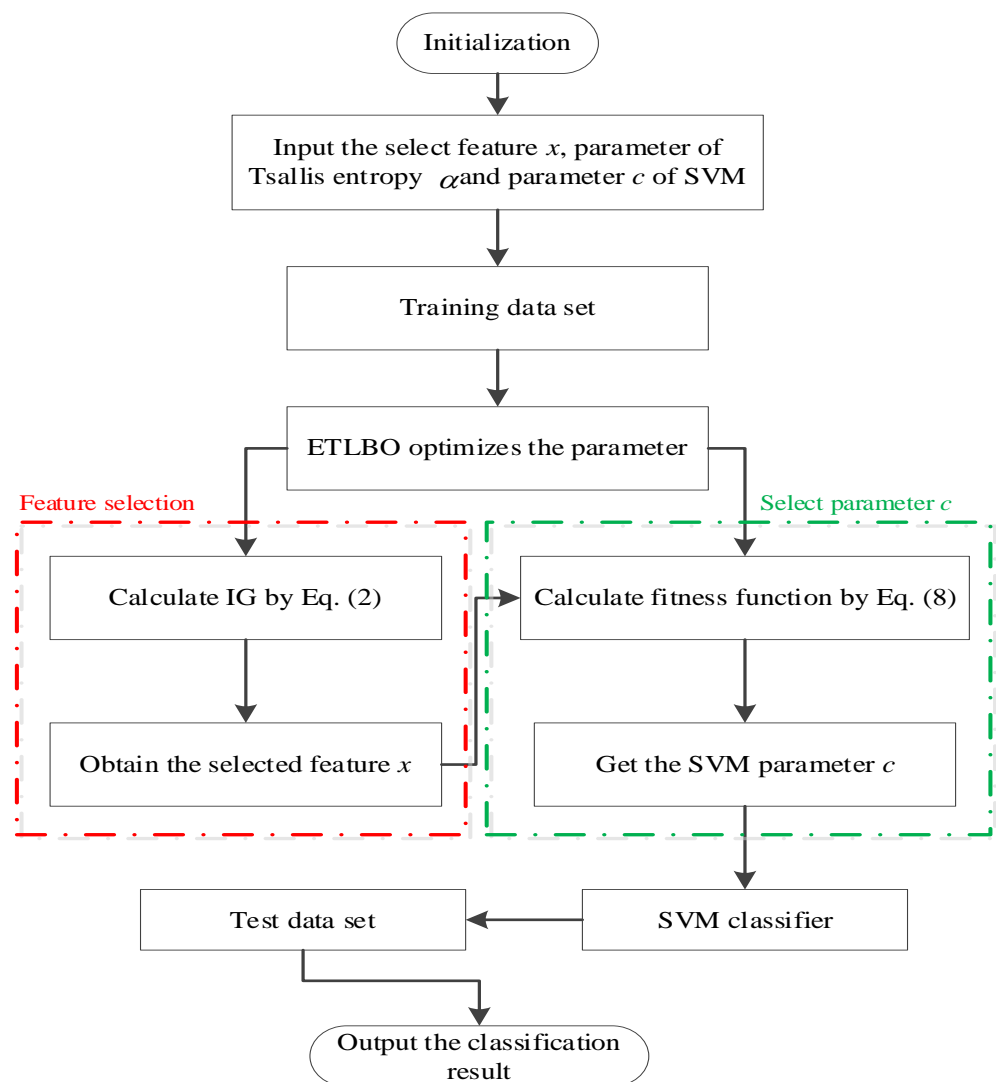 Initialization
Input the select feature x, parameter of
Tsallis entropy α and parameter c of SVM
Training data set
ETLBO optimizes the parameter
Feature selection
Select parameter c
Calculate IG by Eq. (2)
Calculate fitness function by Eq. (8)
Obtain the selected feature x
Get the SVM parameter c
Test data set
SVM classifier
Output the classification
result